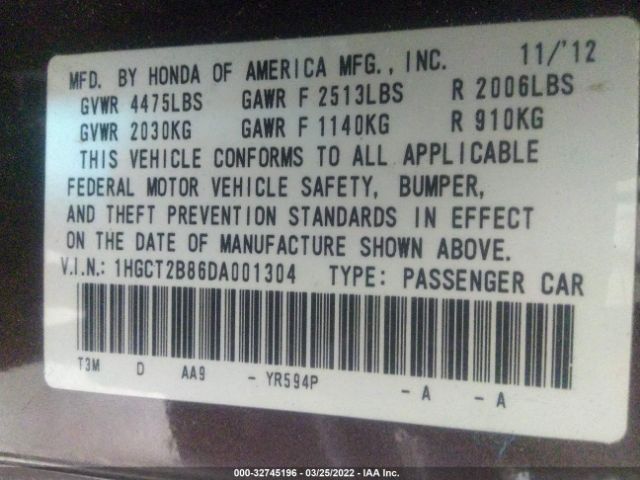 MFD. BY HONDA OF AMERICA MFG., INC. 11/'12
GVWR 4475LBS GAWR F 2513LBS R 2006LBS
GVWR 2030KG GAWR F 1140KG R 910KG
THIS VEHICLE CONFORMS TO ALL APPLICABLE
FEDERAL MOTOR VEHICLE SAFETY, BUMPER,
AND THEFT PREVENTION STANDARDS IN EFFECT
ON THE DATE OF MANUFACTURE SHOWN ABOVE.
V.I.N.: 1HGCT2B86DA001304 TYPE: PASSENGER CAR
T3M D AA9 - YR594P - A - A
000-32745196 - 03/25/2022 - IAA Inc.